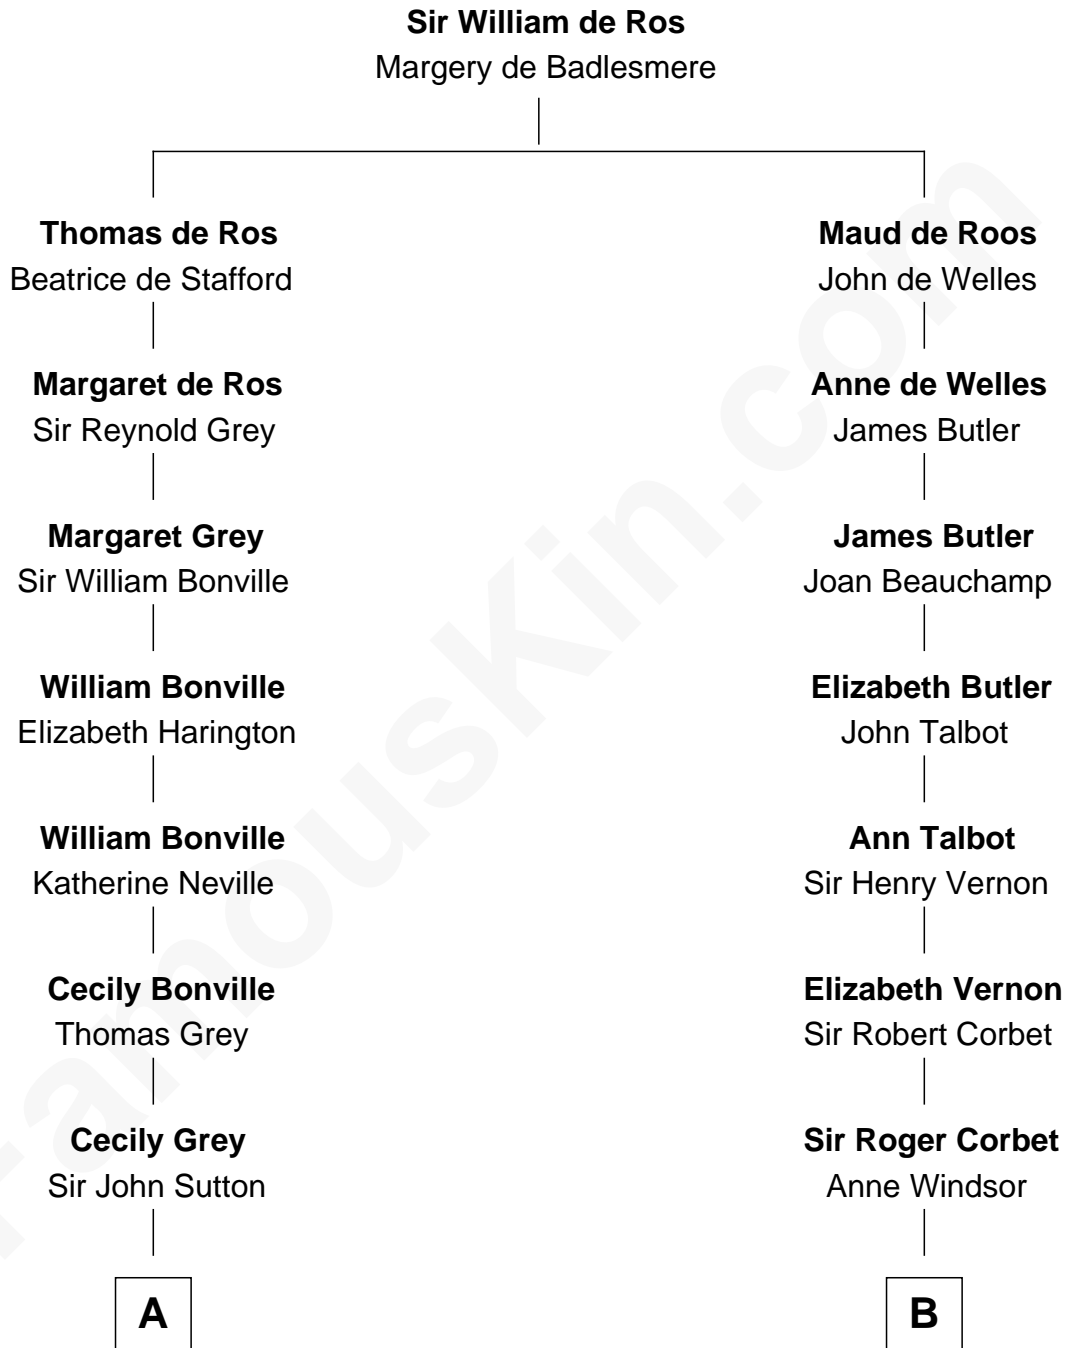 Sir William de Ros
Margery de Badlesmere
Thomas de Ros
Beatrice de Stafford
Margaret de Ros
Sir Reynold Grey
Margaret Grey
Sir William Bonville
William Bonville
Elizabeth Harington
William Bonville
Katherine Neville
Cecily Bonville
Thomas Grey
Cecily Grey
Sir John Sutton
A
Maud de Roos
John de Welles
Anne de Welles
James Butler
James Butler
Joan Beauchamp
Elizabeth Butler
John Talbot
Ann Talbot
Sir Henry Vernon
Elizabeth Vernon
Sir Robert Corbet
Sir Roger Corbet
Anne Windsor
B
FamousKin.com